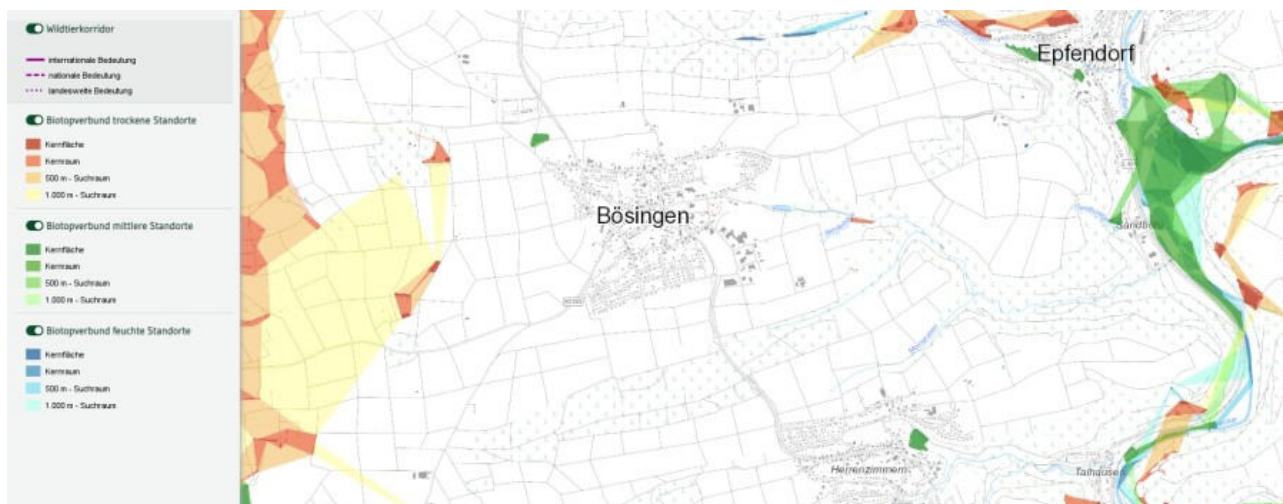 Wildtierkorridor
internationale Bedeutung
nationale Bedeutung
landesweite Bedeutung
Biotopverbund trockene Standorte
Kernfläche
Kernraum
500 m - Suchraum
1.000 m - Suchraum
Biotopverbund mittlere Standorte
Kernfläche
Kernraum
500 m - Suchraum
1.000 m - Suchraum
Biotopverbund feuchte Standorte
Kernfläche
Kernraum
500 m - Suchraum
1.000 m - Suchraum
Epfendorf
Bösingen
Herrenzimmern
Talhausen